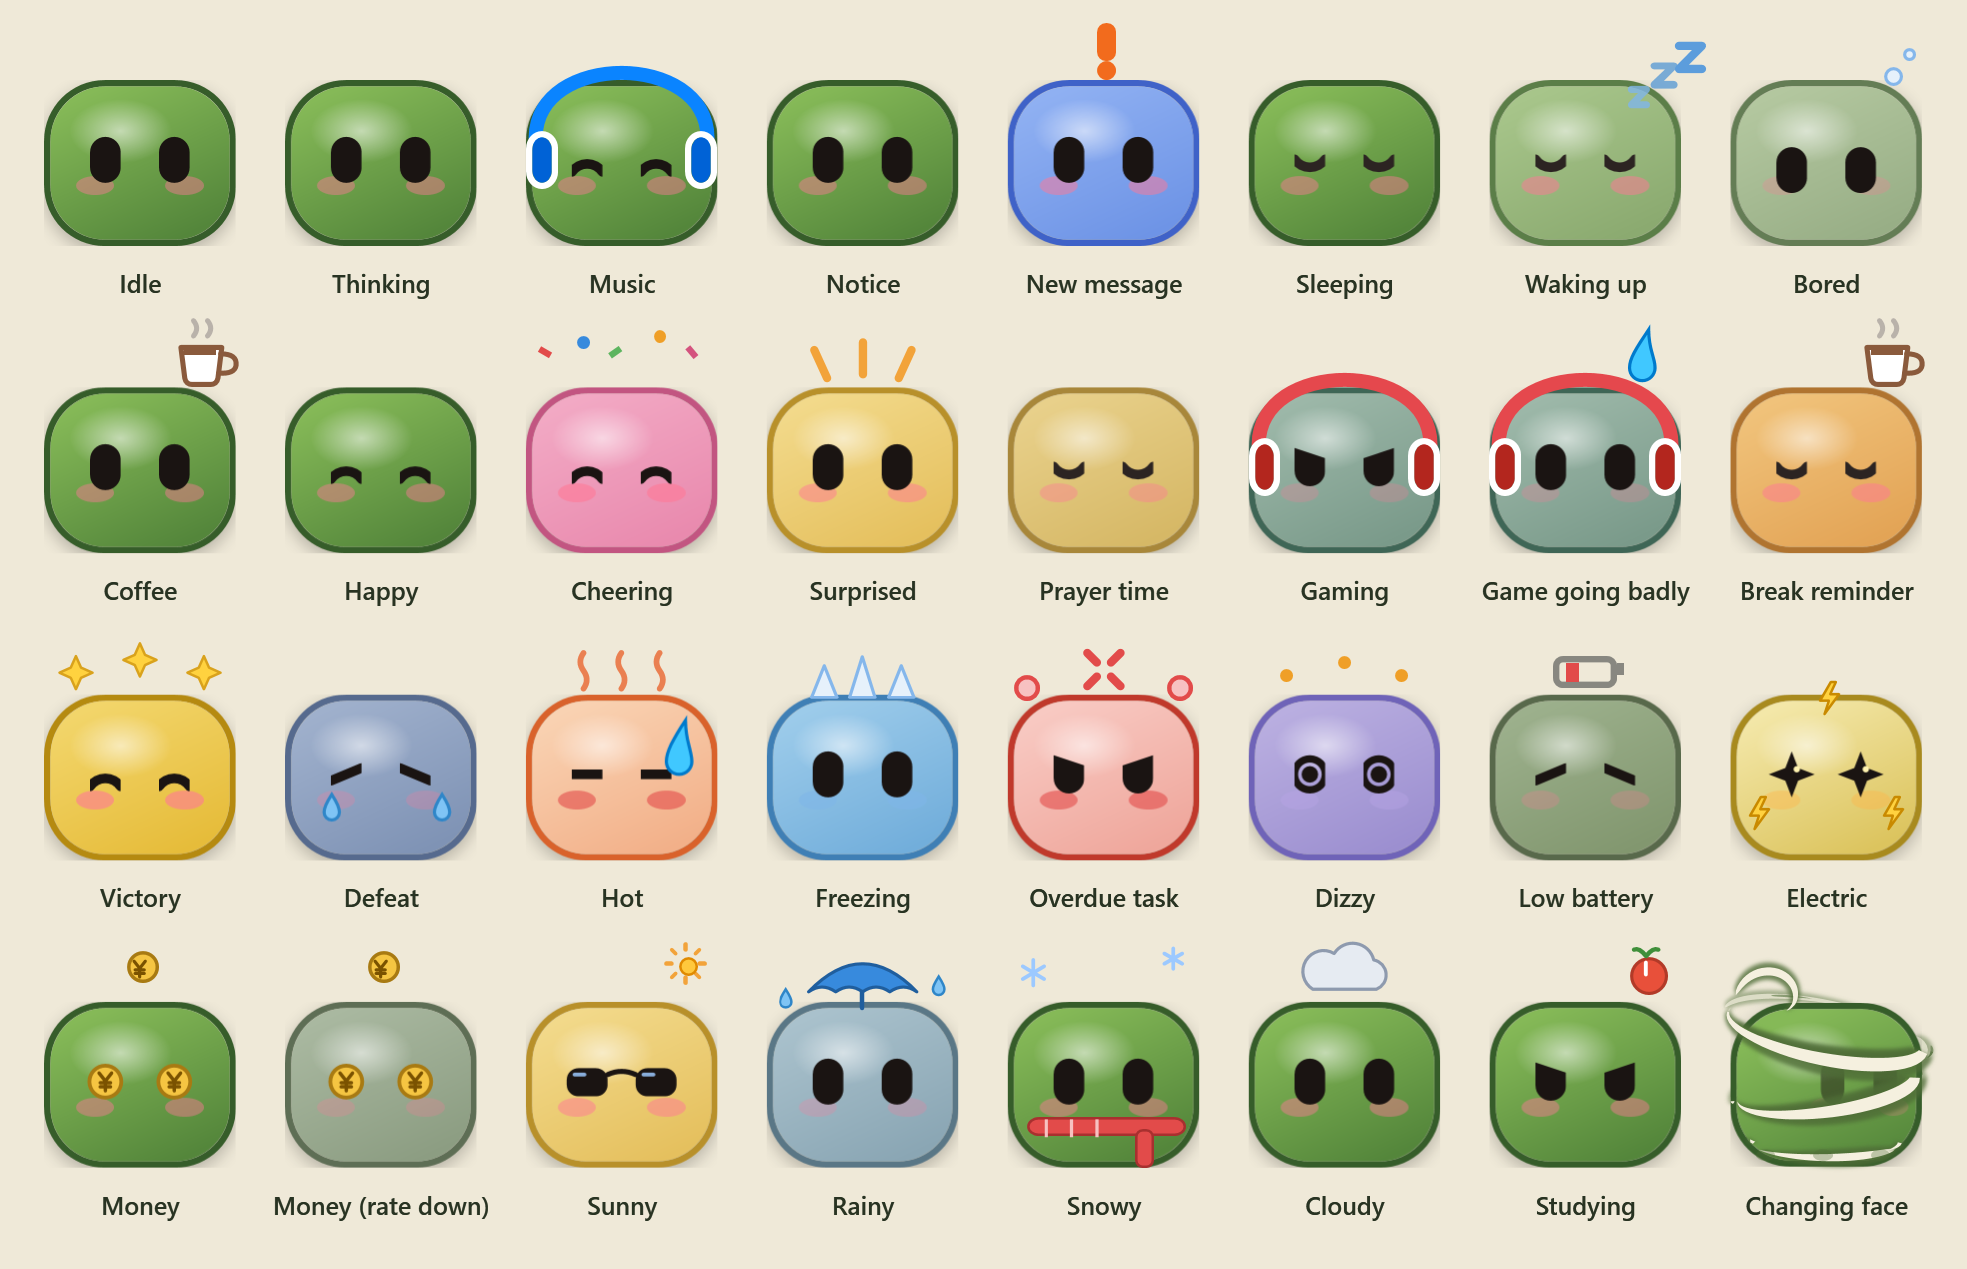 Idle
Thinking
Music
Notice
New message
Sleeping
Waking up
Bored
Coffee
Happy
Cheering
Surprised
Prayer time
Gaming
Game going badly
Break reminder
Victory
Defeat
Hot
Freezing
Overdue task
Dizzy
Low battery
Electric
Money
Money (rate down)
Sunny
Rainy
Snowy
Cloudy
Studying
Changing face